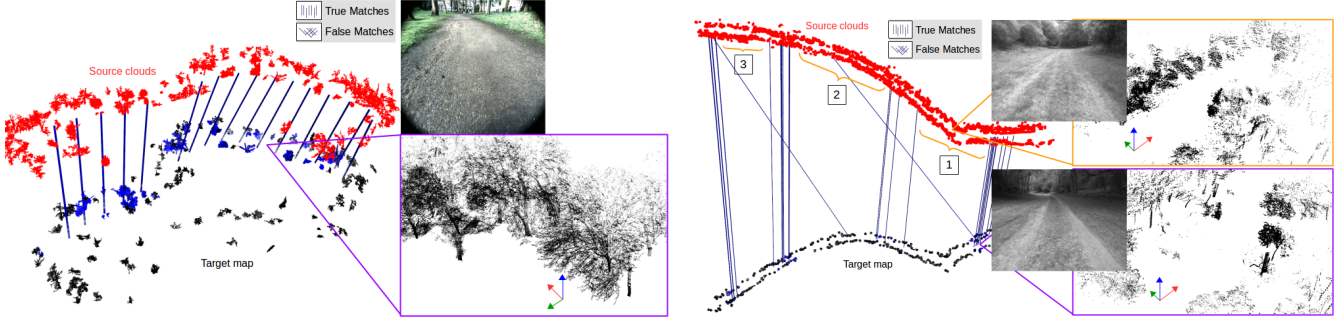 True Matches
False Matches
Source clouds
Target map
Source clouds
True Matches
False Matches
3
2
1
Target map